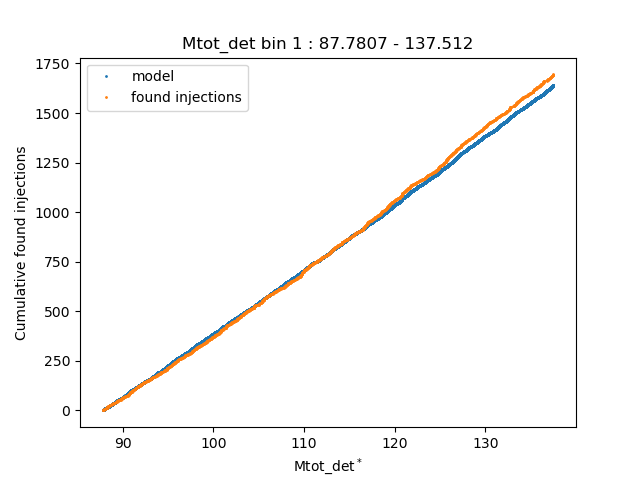 Mtot_det bin 1 : 87.7807 - 137.512
model
found injections
Cumulative found injections
1750
1500
1250
1000
750
500
250
0
90
100
110
120
130
Mtot_det*